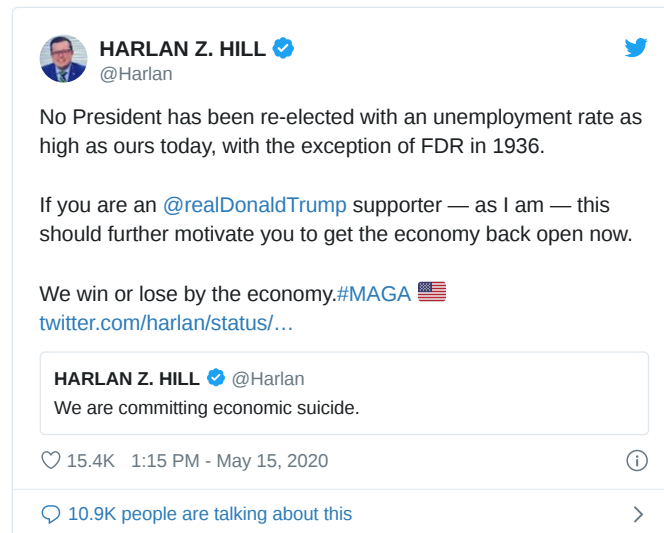 HARLAN Z. HILL
@Harlan
No President has been re-elected with an unemployment rate as
high as ours today, with the exception of FDR in 1936.
If you are an @realDonaldTrump supporter — as I am — this
should further motivate you to get the economy back open now.
We win or lose by the economy.#MAGA 🇺🇸
twitter.com/harlan/status/…
HARLAN Z. HILL @Harlan
We are committing economic suicide.
15.4K 1:15 PM - May 15, 2020
10.9K people are talking about this